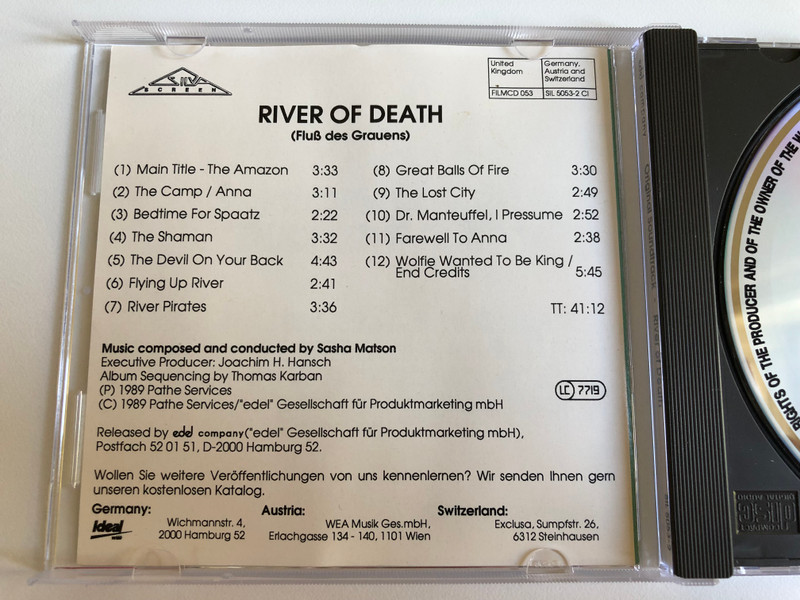 SILVA
SCREEN
United Kingdom
Germany, Austria and Switzerland
FILMCD 053
SIL 5053-2 CI
RIVER OF DEATH
(Fluß des Grauens)
(1) Main Title - The Amazon 3:33
(2) The Camp / Anna 3:11
(3) Bedtime For Spaatz 2:22
(4) The Shaman 3:32
(5) The Devil On Your Back 4:43
(6) Flying Up River 2:41
(7) River Pirates 3:36
(8) Great Balls Of Fire 3:30
(9) The Lost City 2:49
(10) Dr. Manteuffel, I Pressume 2:52
(11) Farewell To Anna 2:38
(12) Wolfie Wanted To Be King /
End Credits 5:45
TT: 41:12
Music composed and conducted by Sasha Matson
Executive Producer: Joachim H. Hansch
Album Sequencing by Thomas Karban
(P) 1989 Pathe Services
(C) 1989 Pathe Services/"edel" Gesellschaft für Produktmarketing mbH
LC 7719
Released by edel company ("edel" Gesellschaft für Produktmarketing mbH),
Postfach 52 01 51, D-2000 Hamburg 52.
Wollen Sie weitere Veröffentlichungen von uns kennenlernen? Wir senden Ihnen gern
unseren kostenlosen Katalog.
Germany:
ideal
Wichmannstr. 4,
2000 Hamburg 52
Austria:
WEA Musik Ges.mbH,
Erlachgasse 134 - 140, 1101 Wien
Switzerland:
Exclusa, Sumpfstr. 26,
6312 Steinhausen
RIGHTS OF THE PRODUCER AND OF THE OWNER OF THE
COMPACT
disc
DIGITAL AUDIO